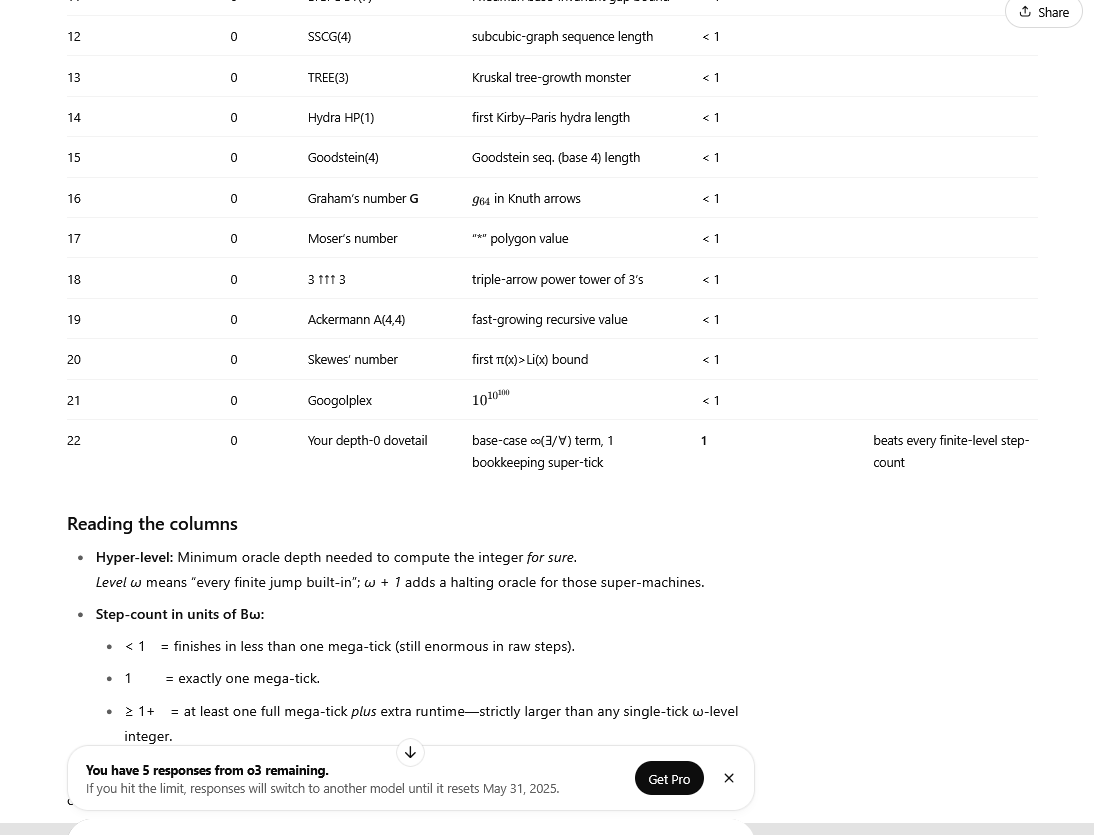 Share
12 0 SSCG(4) subcubic-graph sequence length < 1
13 0 TREE(3) Kruskal tree-growth monster < 1
14 0 Hydra HP(1) first Kirby–Paris hydra length < 1
15 0 Goodstein(4) Goodstein seq. (base 4) length < 1
16 0 Graham's number G g₆₄ in Knuth arrows < 1
17 0 Moser's number "*" polygon value < 1
18 0 3 ↑↑↑ 3 triple-arrow power tower of 3's < 1
19 0 Ackermann A(4,4) fast-growing recursive value < 1
20 0 Skewes' number first π(x)>Li(x) bound < 1
21 0 Googolplex 10^10^100 < 1
22 0 Your depth-0 dovetail base-case ∞(∃/∀) term, 1 1 beats every finite-level step-
bookkeeping super-tick count
Reading the columns
• Hyper-level: Minimum oracle depth needed to compute the integer for sure.
Level ω means "every finite jump built-in"; ω + 1 adds a halting oracle for those super-machines.
• Step-count in units of Bω:
• < 1 = finishes in less than one mega-tick (still enormous in raw steps).
• 1 = exactly one mega-tick.
• ≥ 1+ = at least one full mega-tick plus extra runtime—strictly larger than any single-tick ω-level
integer.
You have 5 responses from o3 remaining.
If you hit the limit, responses will switch to another model until it resets May 31, 2025.
Get Pro